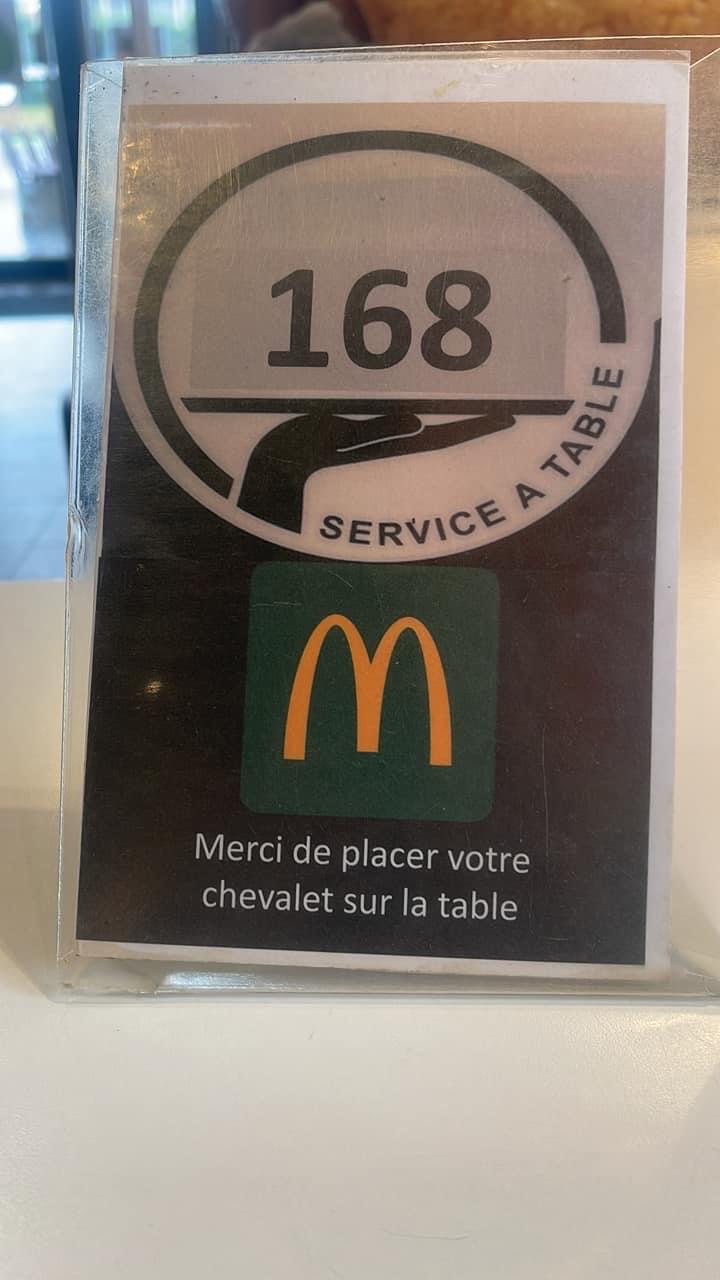 168
SERVICE A TABLE
Merci de placer votre
chevalet sur la table